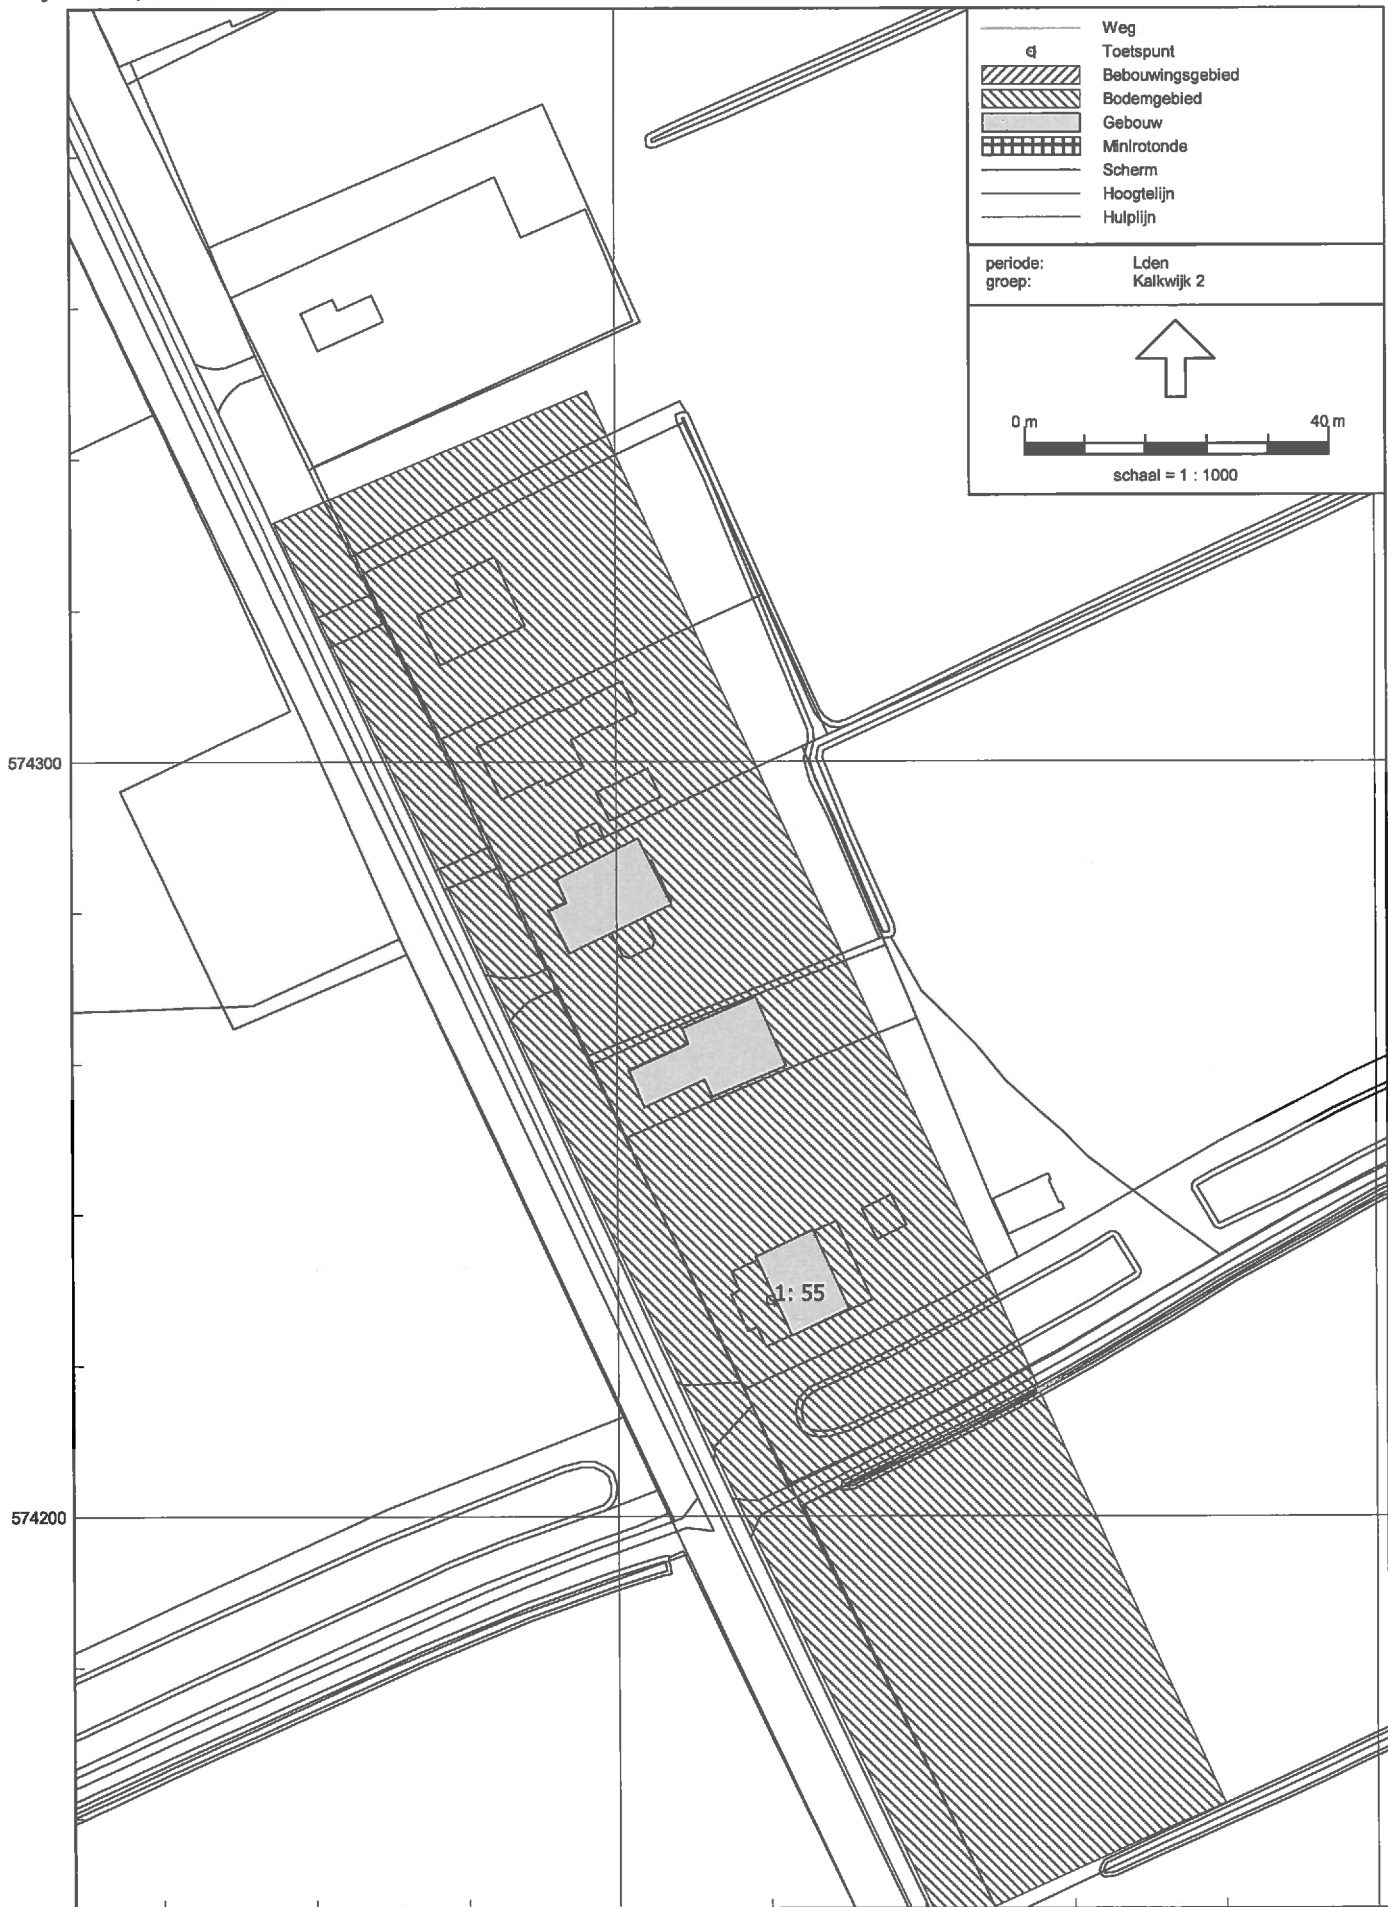 Weg
Toetspunt
Bebouwingsgebied
Bodemgebied
Gebouw
Minirotonde
Scherm
Hoogtelijn
Hulplijn
periode: Lden
groep: Kalkwijk 2
0 m 40 m
schaal = 1 : 1000
574300
1: 55
574200